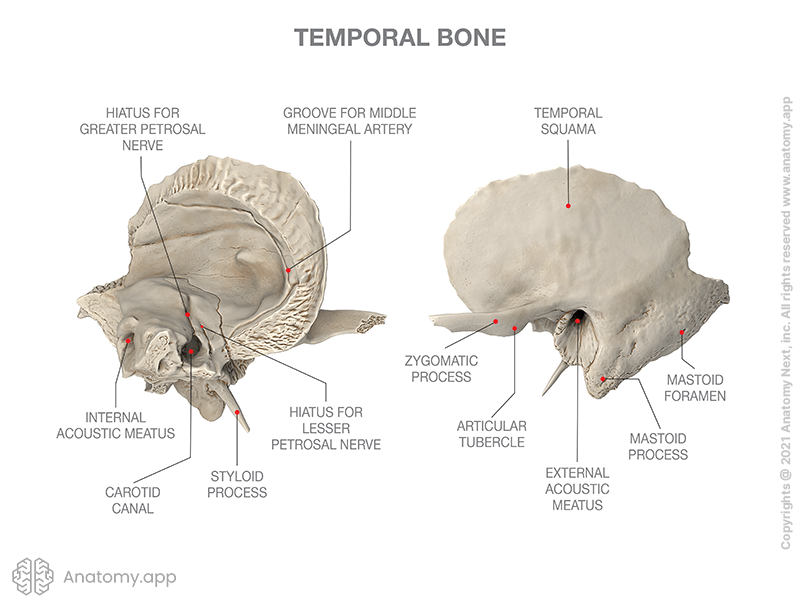 TEMPORAL BONE
HIATUS FOR
GREATER PETROSAL
NERVE
GROOVE FOR MIDDLE
MENINGEAL ARTERY
TEMPORAL
SQUAMA
INTERNAL
ACOUSTIC MEATUS
CAROTID
CANAL
STYLOID
PROCESS
HIATUS FOR
LESSER
PETROSAL NERVE
ZYGOMATIC
PROCESS
ARTICULAR
TUBERCLE
EXTERNAL
ACOUSTIC
MEATUS
MASTOID
PROCESS
MASTOID
FORAMEN
Anatomy.app
Copyrights @ 2021 Anatomy Next, inc. All rights reserved www.anatomy.app